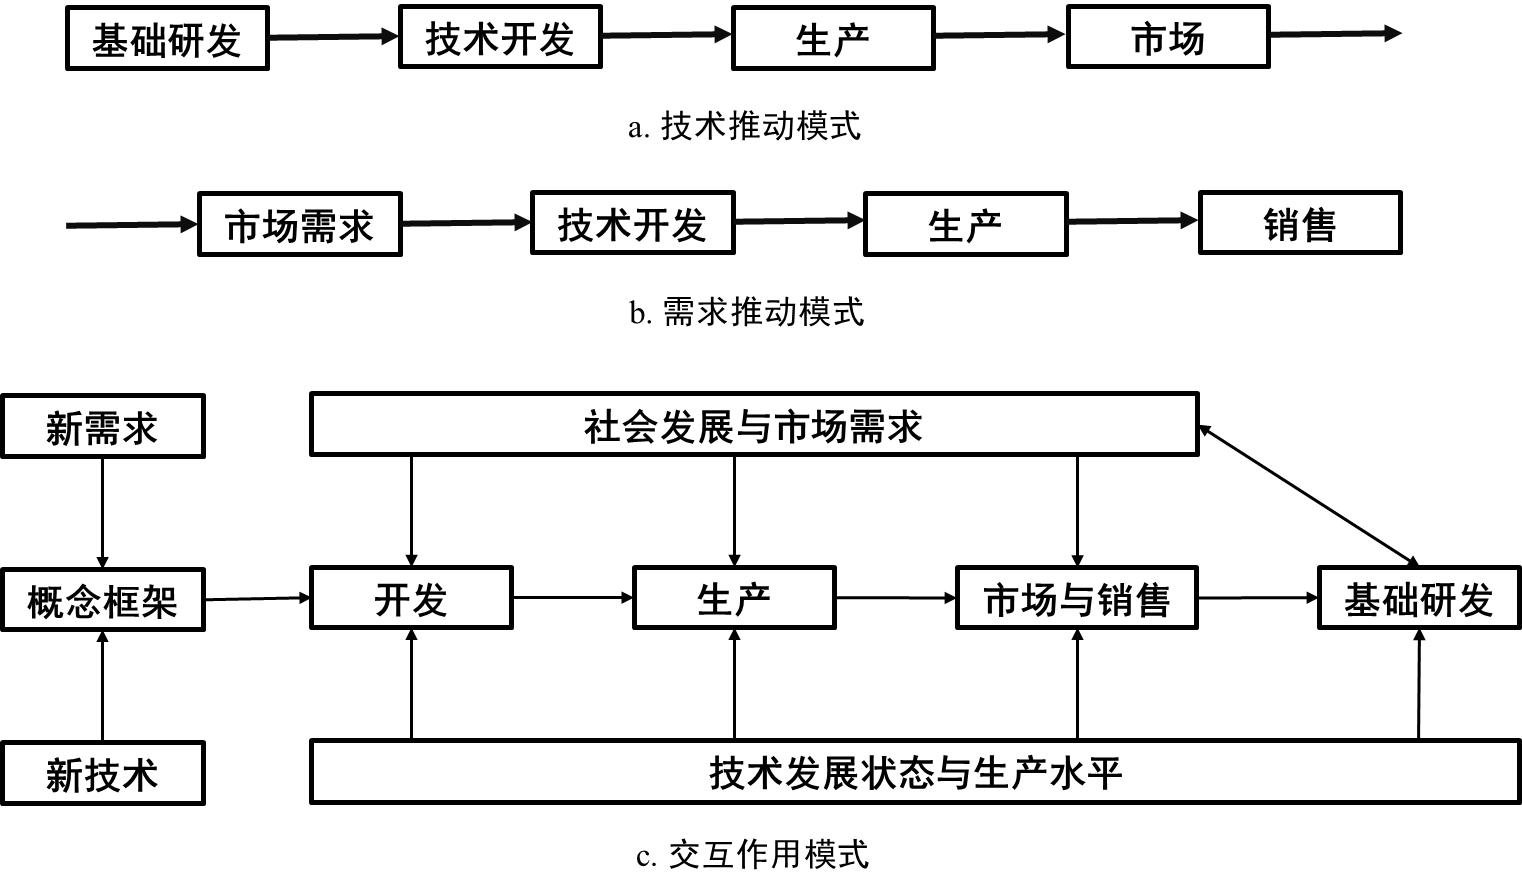 基础研发
技术开发
生产
市场
a. 技术推动模式
市场需求
技术开发
生产
销售
b. 需求推动模式
新需求
社会发展与市场需求
概念框架
开发
生产
市场与销售
基础研发
新技术
技术发展状态与生产水平
c. 交互作用模式